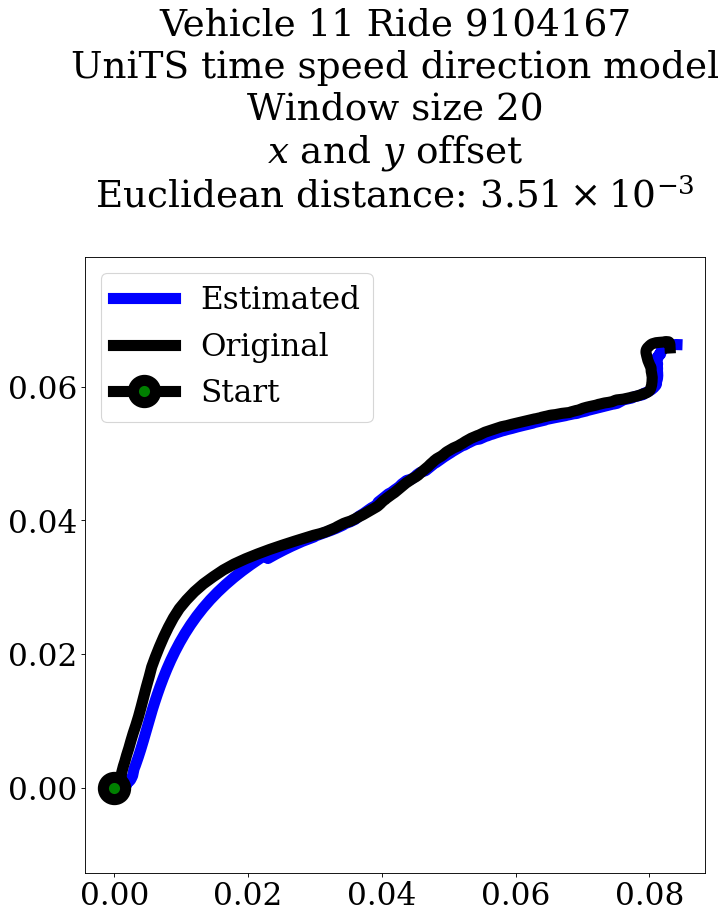 Vehicle 11 Ride 9104167
UniTS time speed direction model
Window size 20
x and y offset
Euclidean distance: 3.51 × 10⁻³
Estimated
Original
Start
0.06
0.04
0.02
0.00
0.00 0.02 0.04 0.06 0.08